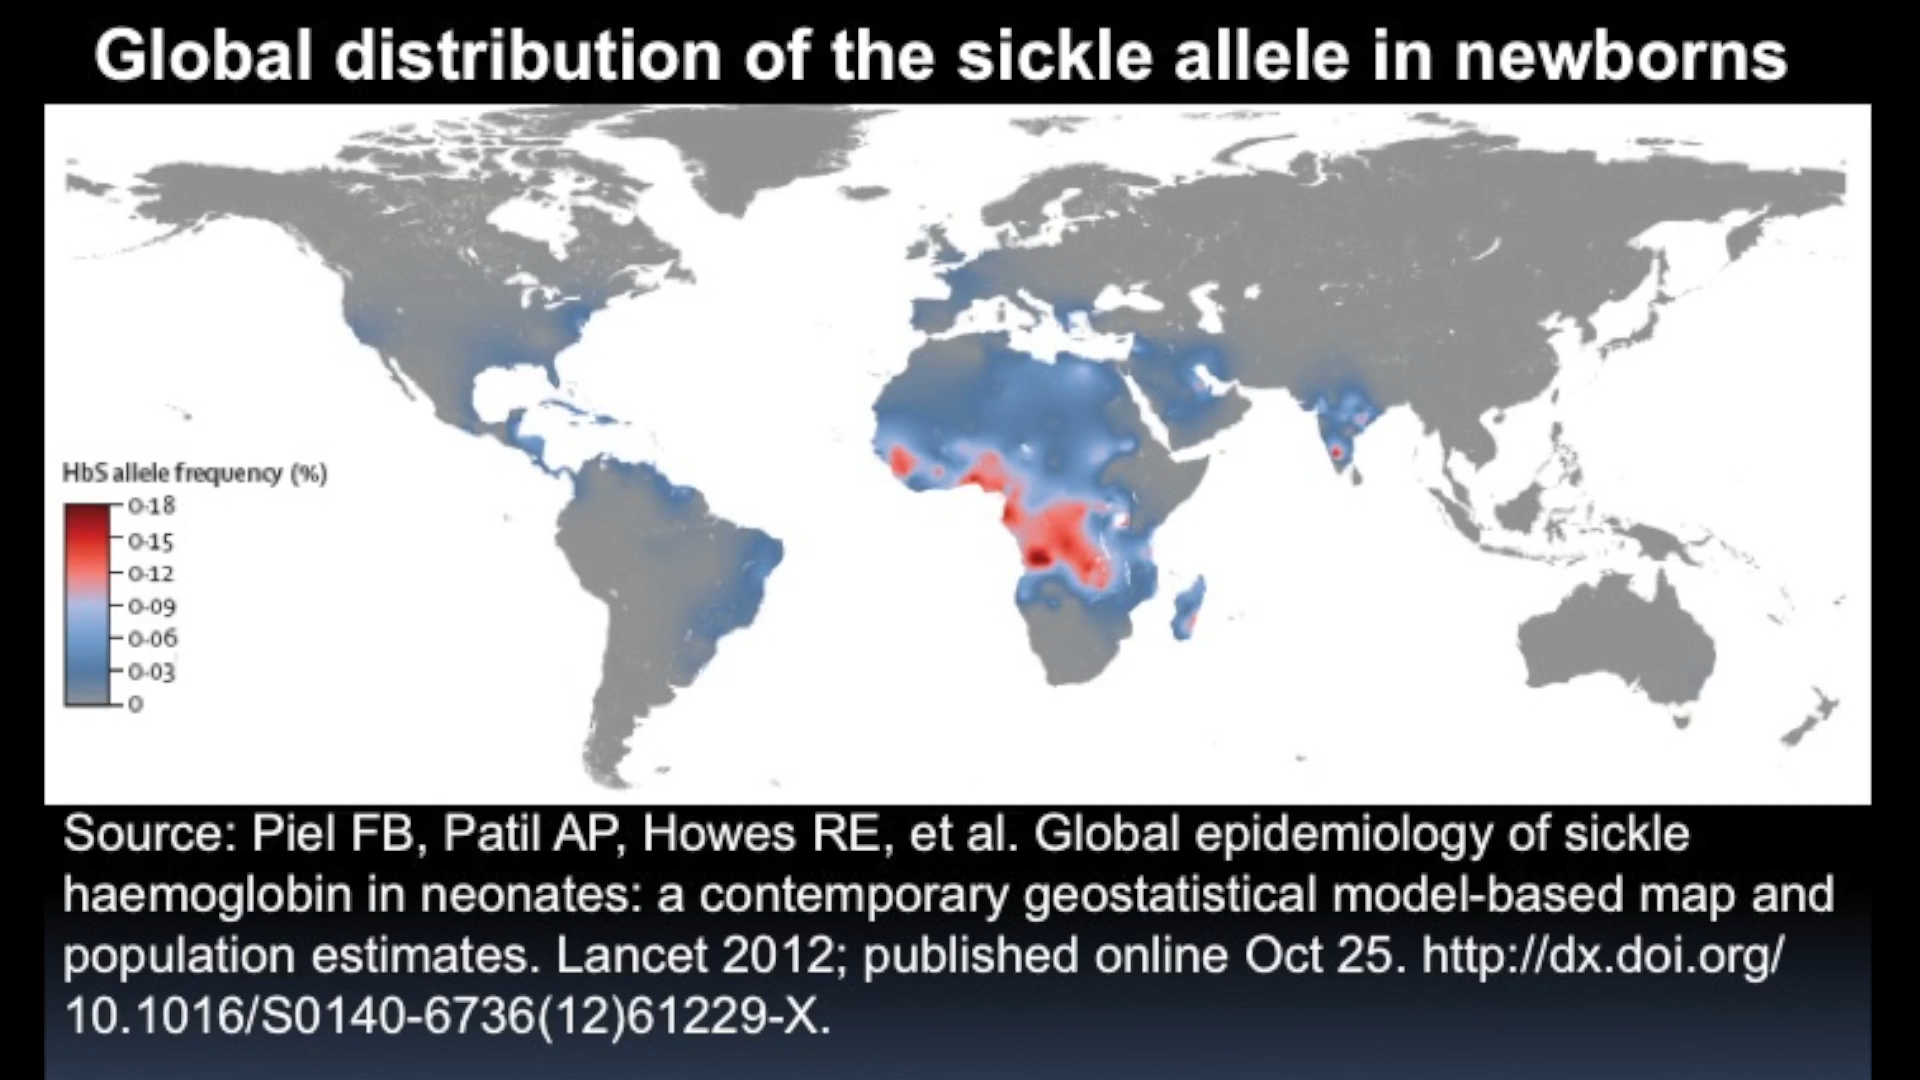 Global distribution of the sickle allele in newborns
HbS allele frequency (%)
0·18
0·15
0·12
0·09
0·06
0·03
0
Source: Piel FB, Patil AP, Howes RE, et al. Global epidemiology of sickle
haemoglobin in neonates: a contemporary geostatistical model-based map and
population estimates. Lancet 2012; published online Oct 25. http://dx.doi.org/
10.1016/S0140-6736(12)61229-X.